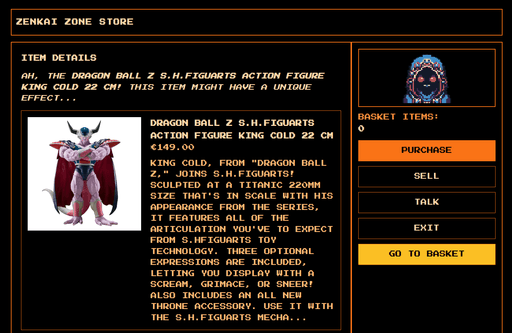 ZENKAI ZONE STORE
ITEM DETAILS
AH, THE DRAGON BALL Z S.H.FIGUARTS ACTION FIGURE
KING COLD 22 CM! THIS ITEM MIGHT HAVE A UNIQUE
EFFECT...
DRAGON BALL Z S.H.FIGUARTS
ACTION FIGURE KING COLD 22 CM
€149.00
KING COLD, FROM "DRAGON BALL
Z," JOINS S.H.FIGUARTS!
SCULPTED AT A TITANIC 220MM
SIZE THAT'S IN SCALE WITH HIS
APPEARANCE FROM THE SERIES,
IT FEATURES ALL OF THE
ARTICULATION YOU'VE TO EXPECT
FROM S.HFIGUARTS TOY
TECHNOLOGY. THREE OPTIONAL
EXPRESSIONS ARE INCLUDED,
LETTING YOU DISPLAY WITH A
SCREAM, GRIMACE, OR SNEER!
ALSO INCLUDES AN ALL NEW
THRONE ACCESSORY. USE IT WITH
THE S.H.FIGUARTS MECHA...
BASKET ITEMS:
0
PURCHASE
SELL
TALK
EXIT
GO TO BASKET